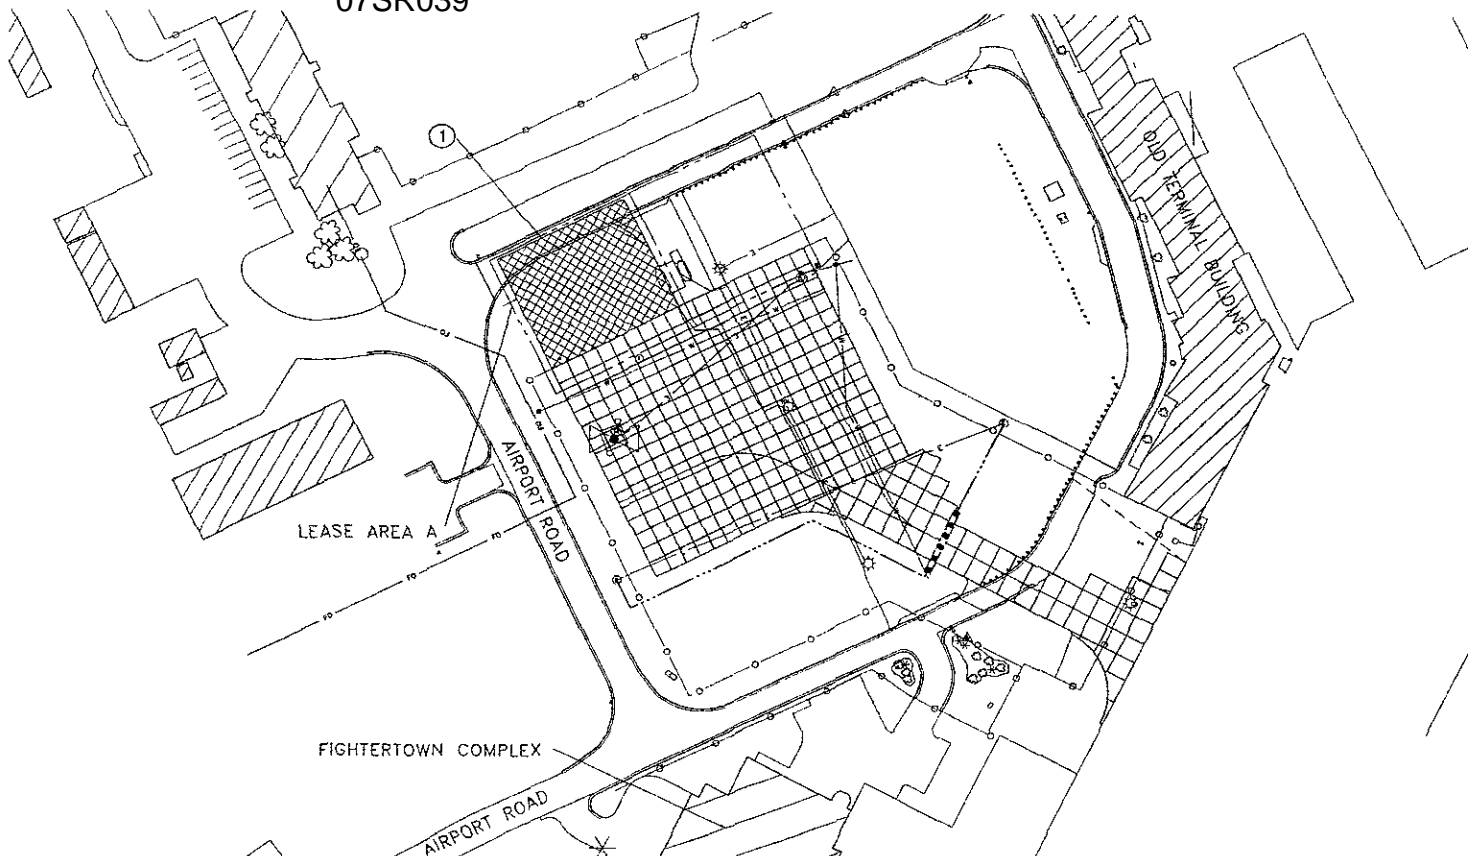 07SR039
1
OLD TERMINAL BUILDING
AIRPORT ROAD
LEASE AREA A
FIGHTERTOWN COMPLEX
AIRPORT ROAD